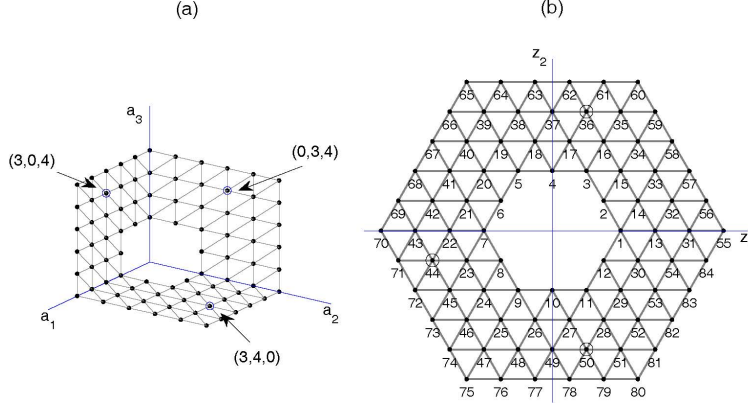 (a)
(b)
a3
(3,0,4)
(0,3,4)
a1
a2
(3,4,0)
z2
65 64 63 62 61 60
66 39 38 37 36 35 59
67 40 19 18 17 16 34 58
68 41 20 5 4 3 15 33 57
69 42 21 6 2 14 32 56
70 43 22 7 1 13 31 55 z
71 44 23 8 12 30 54 84
72 45 24 9 10 11 29 53 83
73 46 25 26 27 28 52 82
74 47 48 49 50 51 81
75 76 77 78 79 80